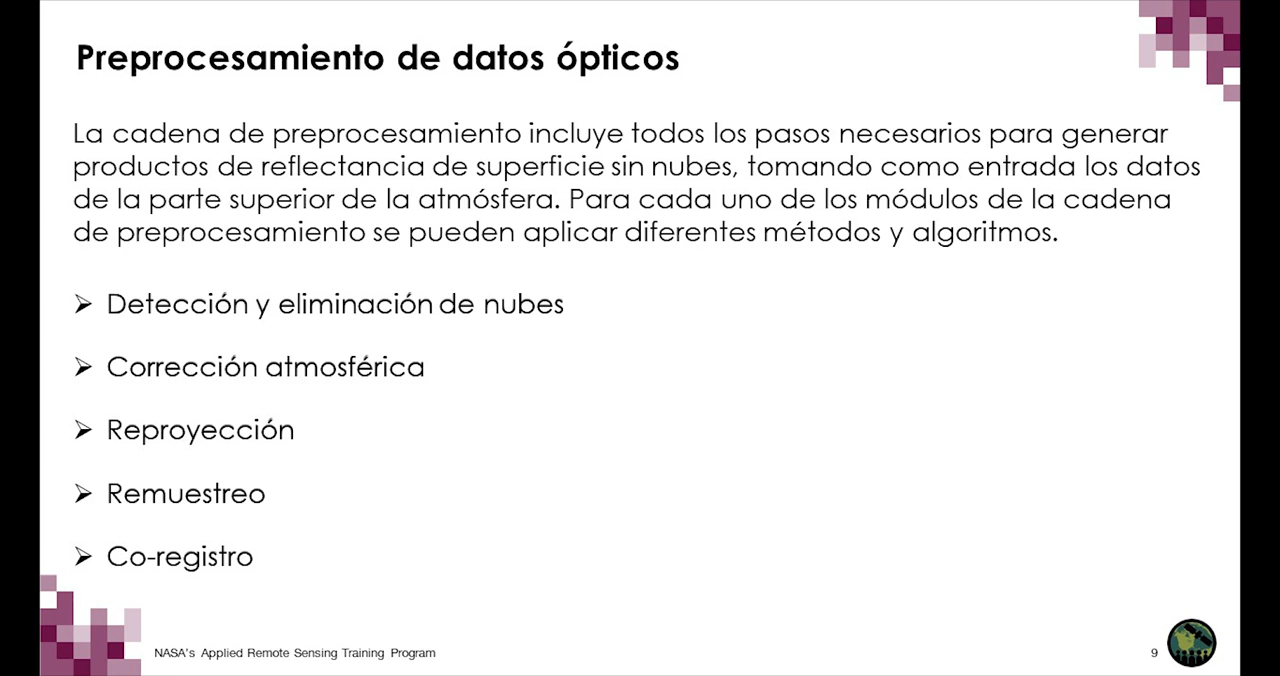 Preprocesamiento de datos ópticos
La cadena de preprocesamiento incluye todos los pasos necesarios para generar
productos de reflectancia de superficie sin nubes, tomando como entrada los datos
de la parte superior de la atmósfera. Para cada uno de los módulos de la cadena
de preprocesamiento se pueden aplicar diferentes métodos y algoritmos.
➢ Detección y eliminación de nubes
➢ Corrección atmosférica
➢ Reproyección
➢ Remuestreo
➢ Co-registro
NASA's Applied Remote Sensing Training Program
9